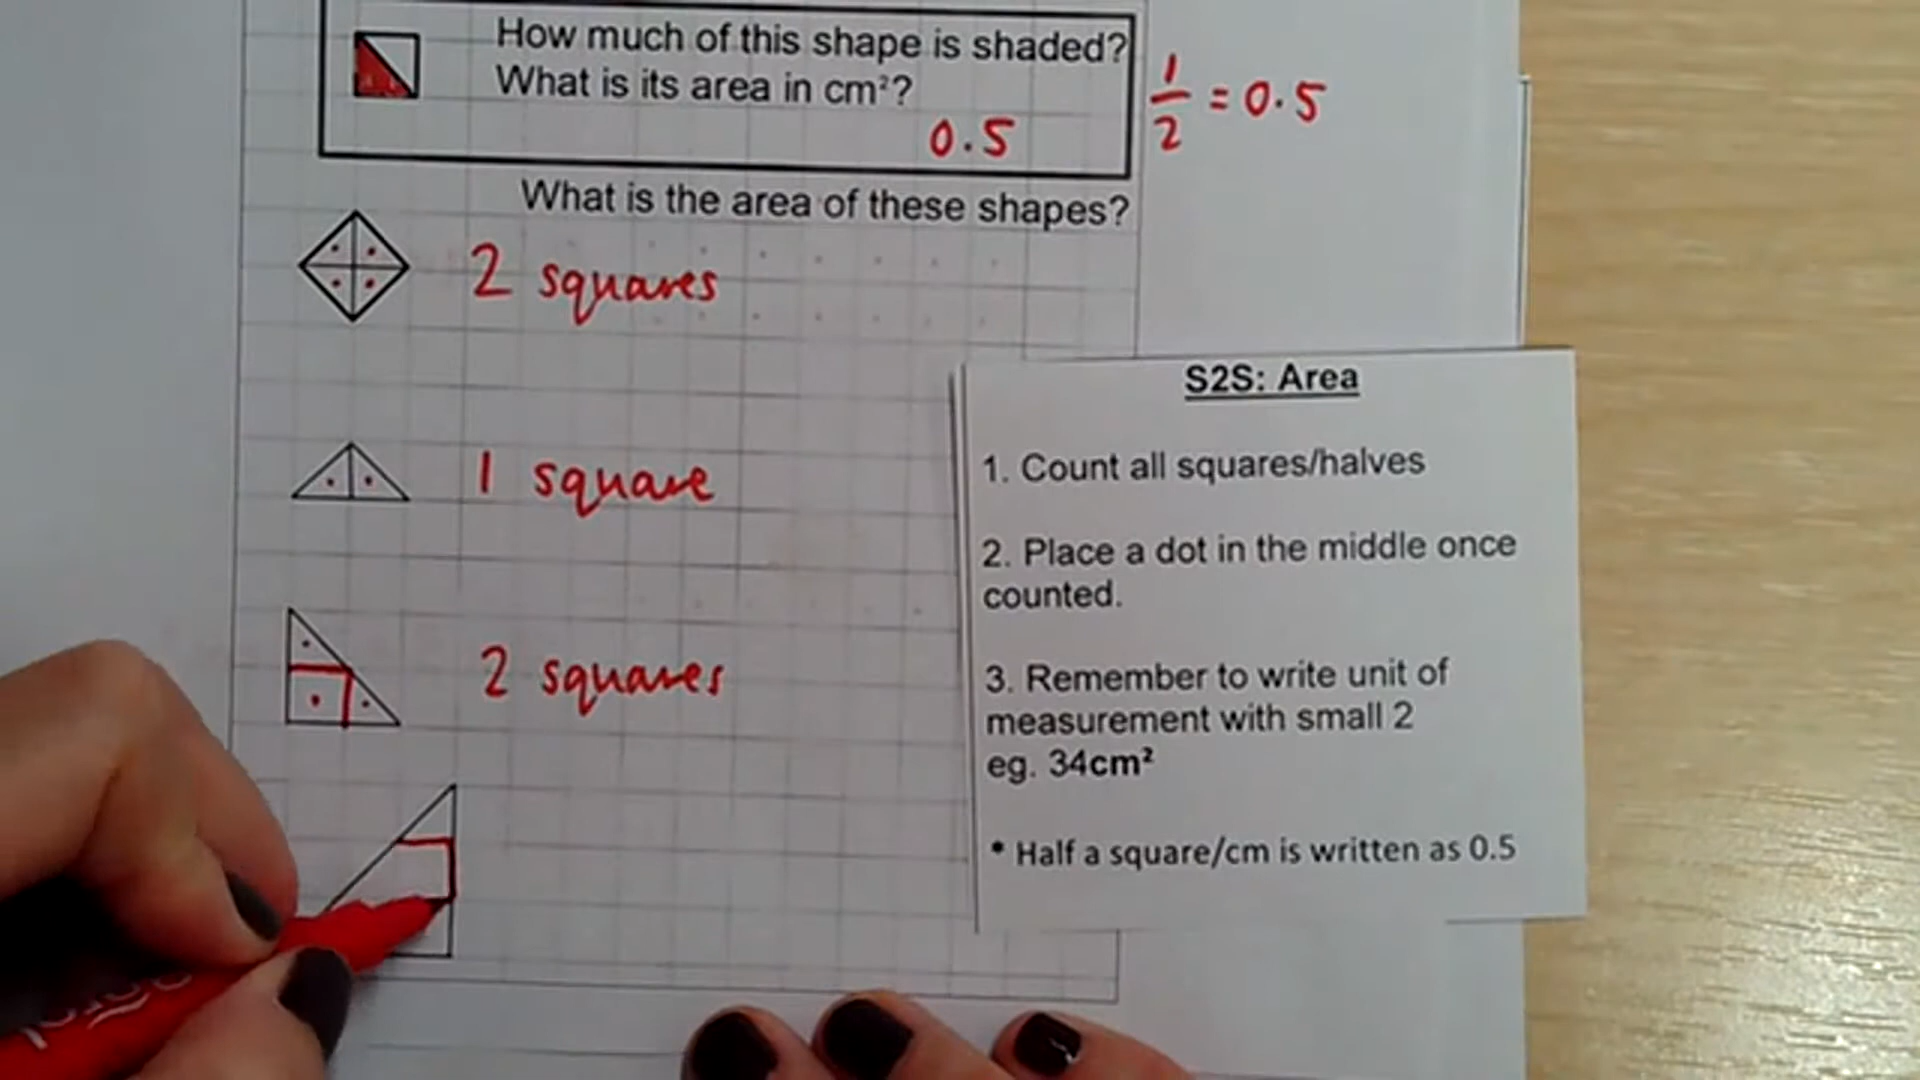 How much of this shape is shaded?
What is its area in cm²?
0.5
1/2 = 0.5
What is the area of these shapes?
2 squares
1 square
2 squares
S2S: Area
1. Count all squares/halves
2. Place a dot in the middle once
counted.
3. Remember to write unit of
measurement with small 2
eg. 34cm²
* Half a square/cm is written as 0.5